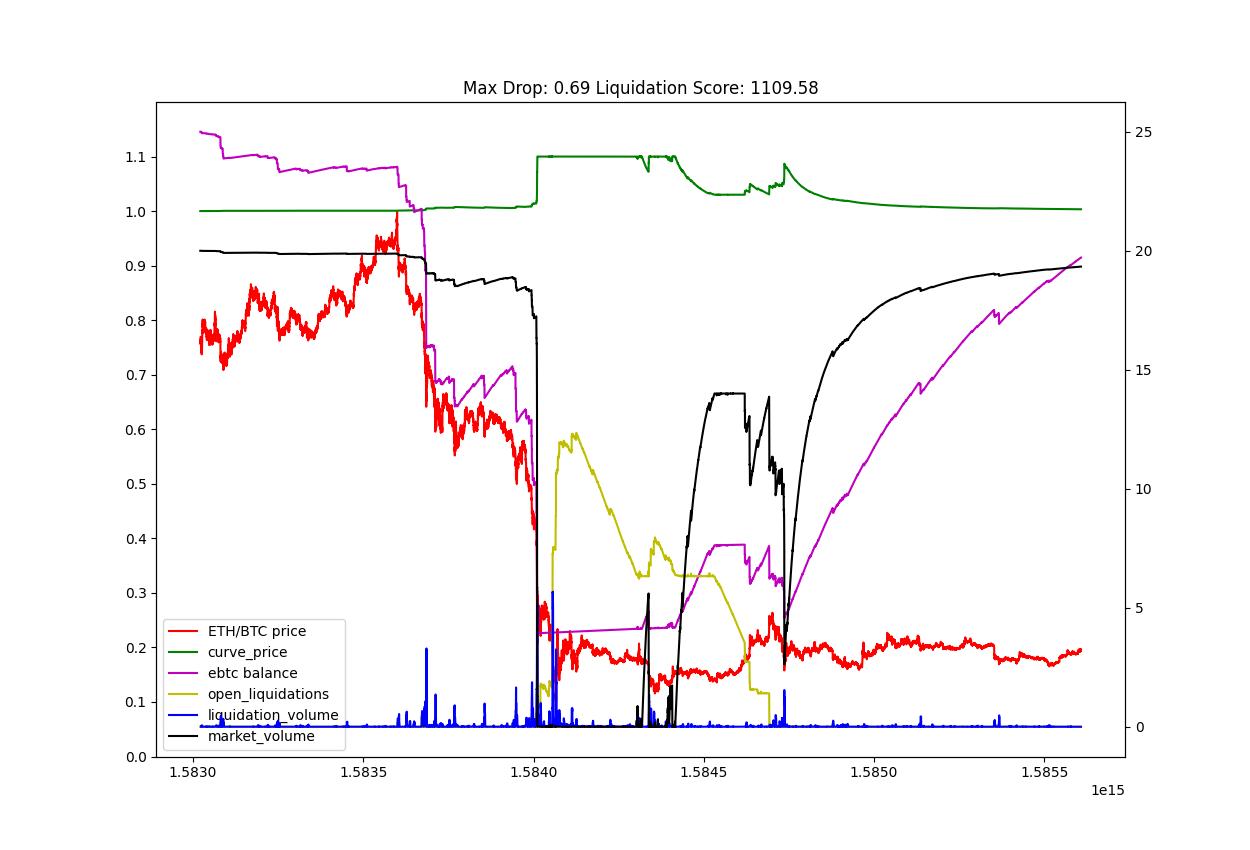 Max Drop: 0.69 Liquidation Score: 1109.58
1.1
1.0
0.9
0.8
0.7
0.6
0.5
0.4
0.3
0.2
0.1
0.0
25
20
15
10
5
0
ETH/BTC price
curve_price
ebtc balance
open_liquidations
liquidation_volume
market_volume
1.5830 1.5835 1.5840 1.5845 1.5850 1.5855
1e15